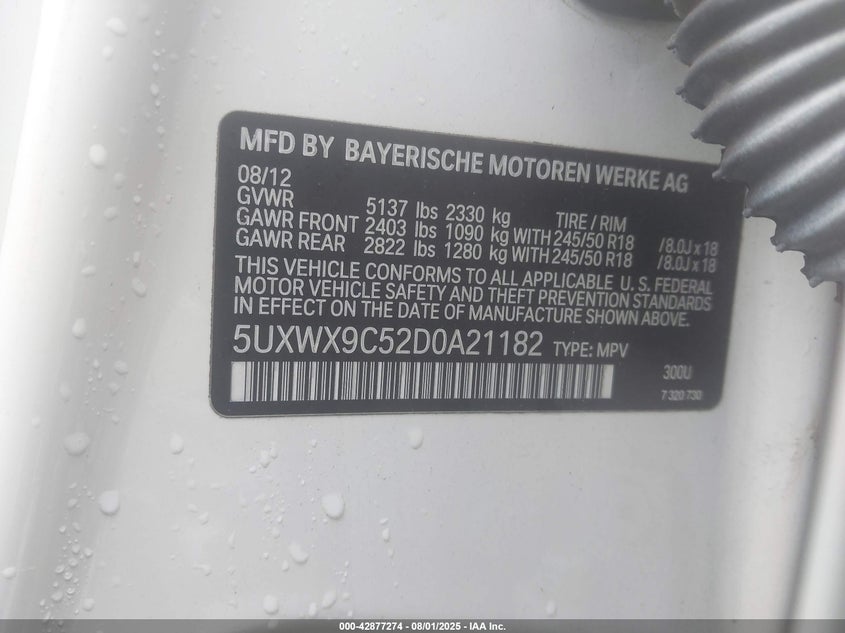 MFD BY BAYERISCHE MOTOREN WERKE AG
08/12
GVWR 5137 lbs 2330 kg TIRE / RIM
GAWR FRONT 2403 lbs 1090 kg WITH 245/50 R18 /8.0J x 18
GAWR REAR 2822 lbs 1280 kg WITH 245/50 R18 /8.0J x 18
THIS VEHICLE CONFORMS TO ALL APPLICABLE U. S. FEDERAL
MOTOR VEHICLE SAFETY AND THEFT PREVENTION STANDARDS
IN EFFECT ON THE DATE OF MANUFACTURE SHOWN ABOVE.
5UXWX9C52D0A21182 TYPE: MPV
300U
7 320 730
000-42877274 - 08/01/2025 - IAA Inc.